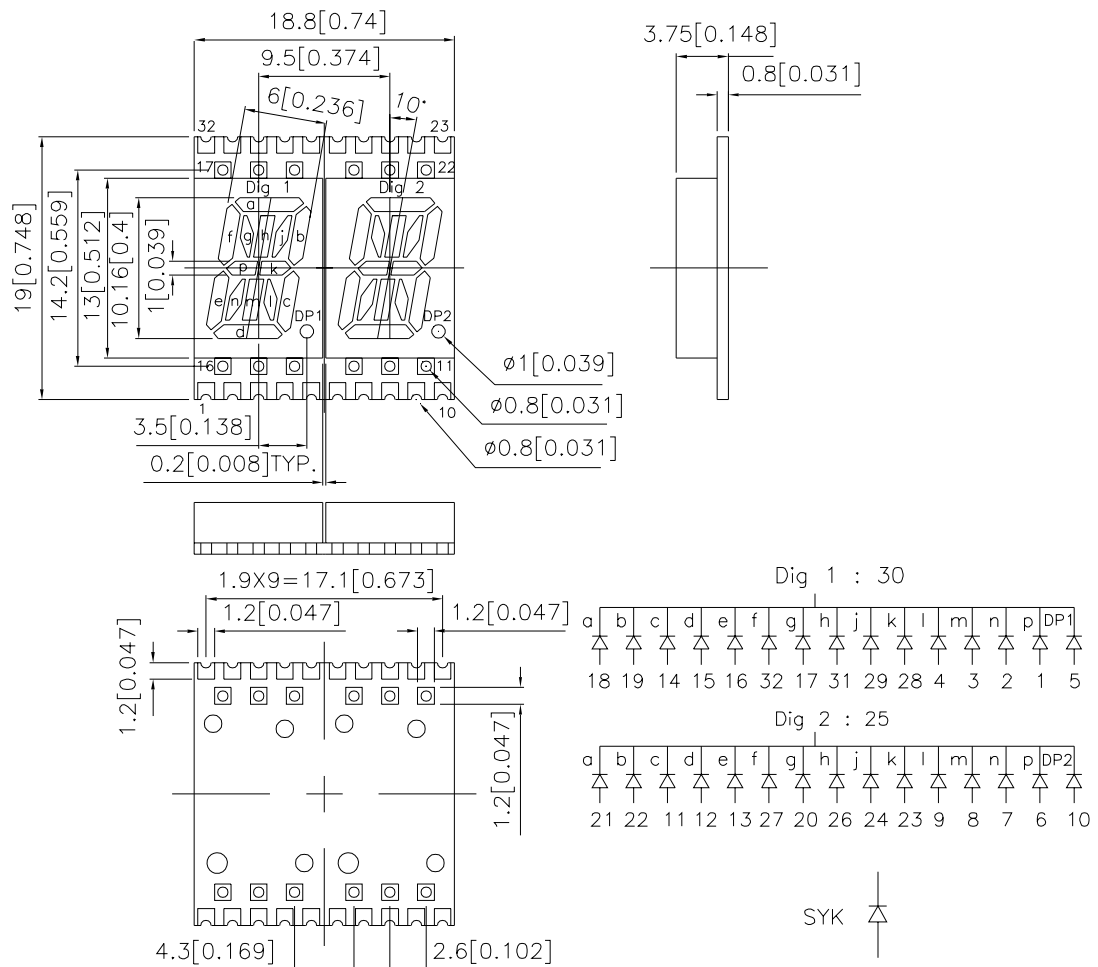 18.8[0.74]
9.5[0.374]
6[0.236]
10°
3.75[0.148]
0.8[0.031]
32
23
17
22
Dig 1
Dig 2
a
f g h j b
p k
e n m l c
d
DP1
DP2
16
11
1
10
19[0.748]
14.2[0.559]
13[0.512]
10.16[0.4]
1[0.039]
ø1[0.039]
ø0.8[0.031]
ø0.8[0.031]
3.5[0.138]
0.2[0.008]TYP.
1.9X9=17.1[0.673]
1.2[0.047]
1.2[0.047]
1.2[0.047]
1.2[0.047]
4.3[0.169]
2.6[0.102]
Dig 1 : 30
a b c d e f g h j k l m n p DP1
18 19 14 15 16 32 17 31 29 28 4 3 2 1 5
Dig 2 : 25
a b c d e f g h j k l m n p DP2
21 22 11 12 13 27 20 26 24 23 9 8 7 6 10
SYK